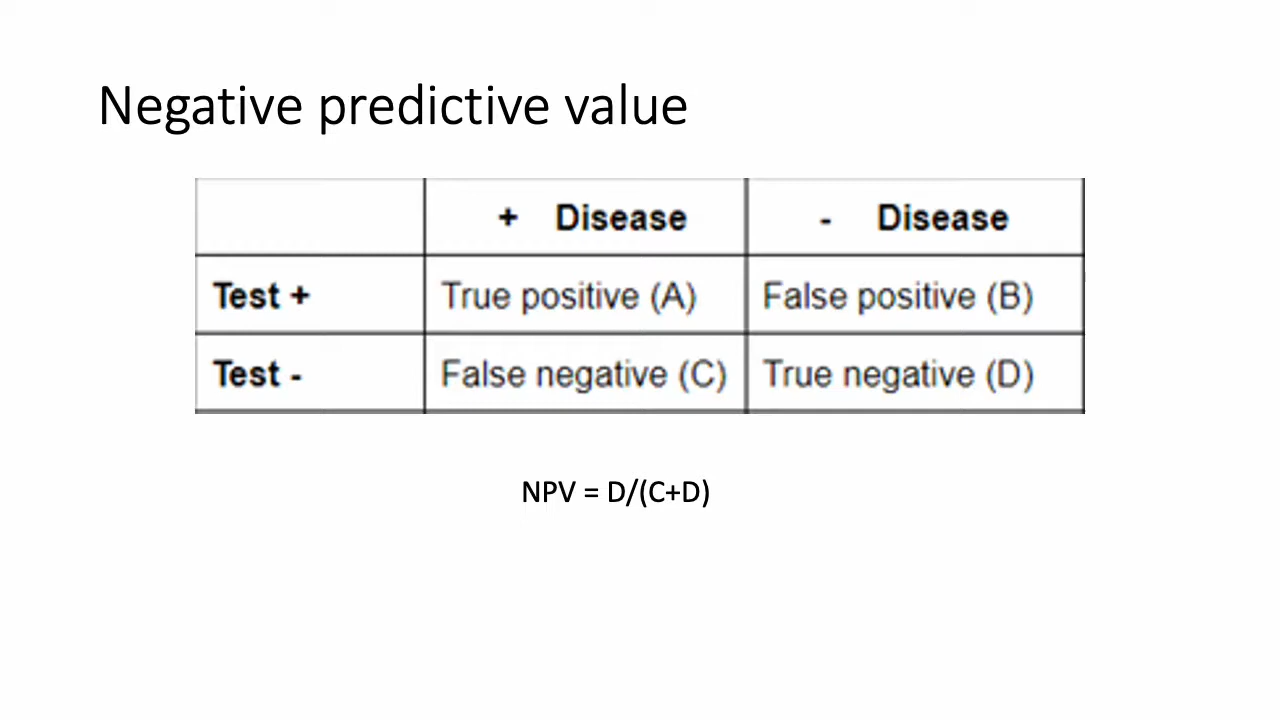 Negative predictive value
+ Disease - Disease
Test + True positive (A) False positive (B)
Test - False negative (C) True negative (D)
NPV = D/(C+D)